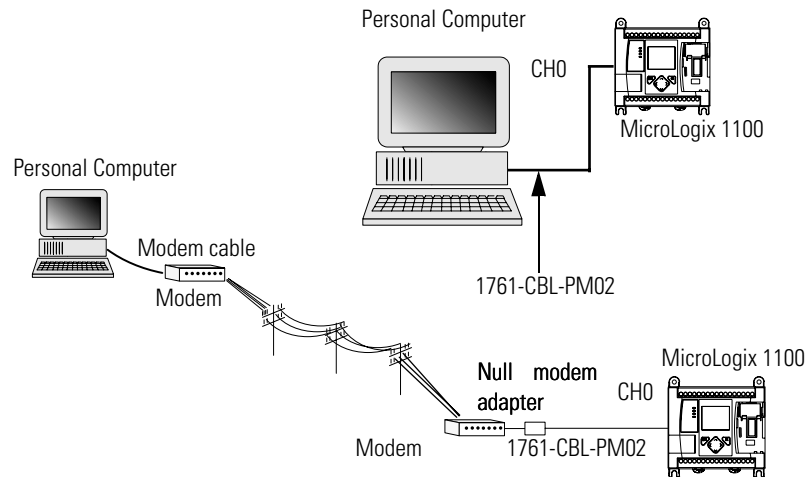 Personal Computer
CH0
MicroLogix 1100
Personal Computer
Modem cable
Modem
1761-CBL-PM02
MicroLogix 1100
Null modem
adapter
CH0
Modem
1761-CBL-PM02